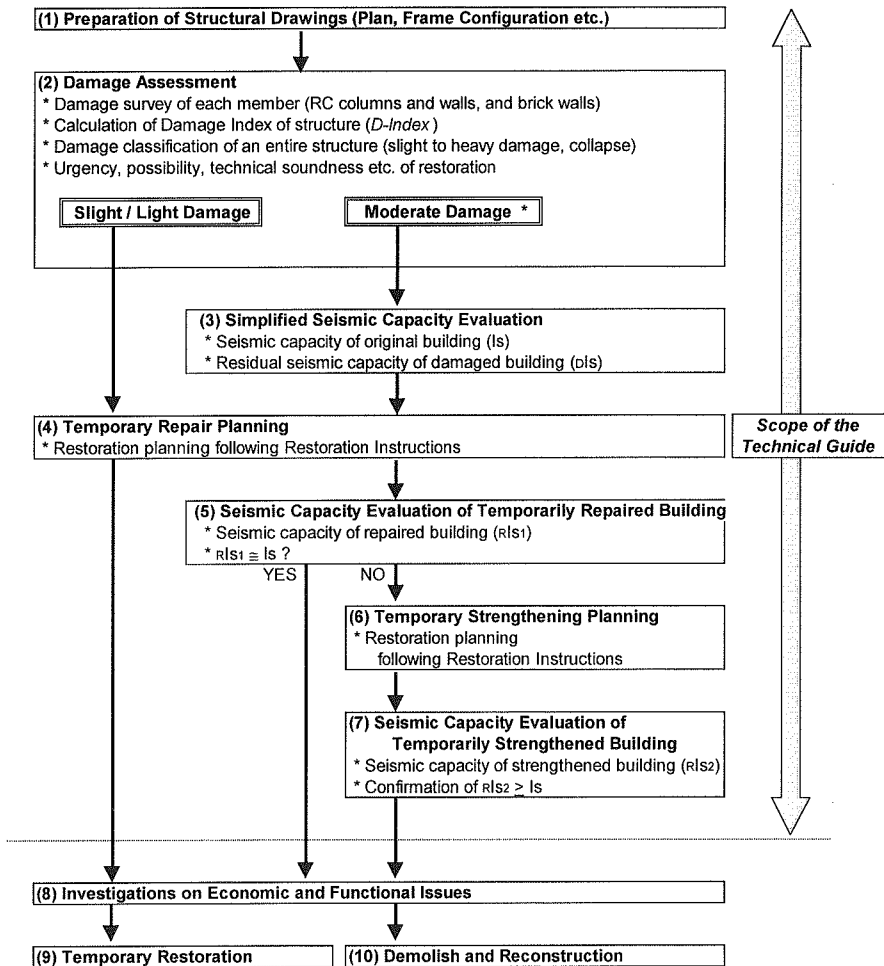 (1) Preparation of Structural Drawings (Plan, Frame Configuration etc.)
(2) Damage Assessment
* Damage survey of each member (RC columns and walls, and brick walls)
* Calculation of Damage Index of structure (D-Index)
* Damage classification of an entire structure (slight to heavy damage, collapse)
* Urgency, possibility, technical soundness etc. of restoration
Slight / Light Damage
Moderate Damage *
(3) Simplified Seismic Capacity Evaluation
* Seismic capacity of original building (Is)
* Residual seismic capacity of damaged building (DIs)
(4) Temporary Repair Planning
* Restoration planning following Restoration Instructions
Scope of the
Technical Guide
(5) Seismic Capacity Evaluation of Temporarily Repaired Building
* Seismic capacity of repaired building (RIs1)
* RIs1 ≅ Is ?
YES NO
(6) Temporary Strengthening Planning
* Restoration planning
following Restoration Instructions
(7) Seismic Capacity Evaluation of
Temporarily Strengthened Building
* Seismic capacity of strengthened building (RIs2)
* Confirmation of RIs2 ≥ Is
(8) Investigations on Economic and Functional Issues
(9) Temporary Restoration
(10) Demolish and Reconstruction